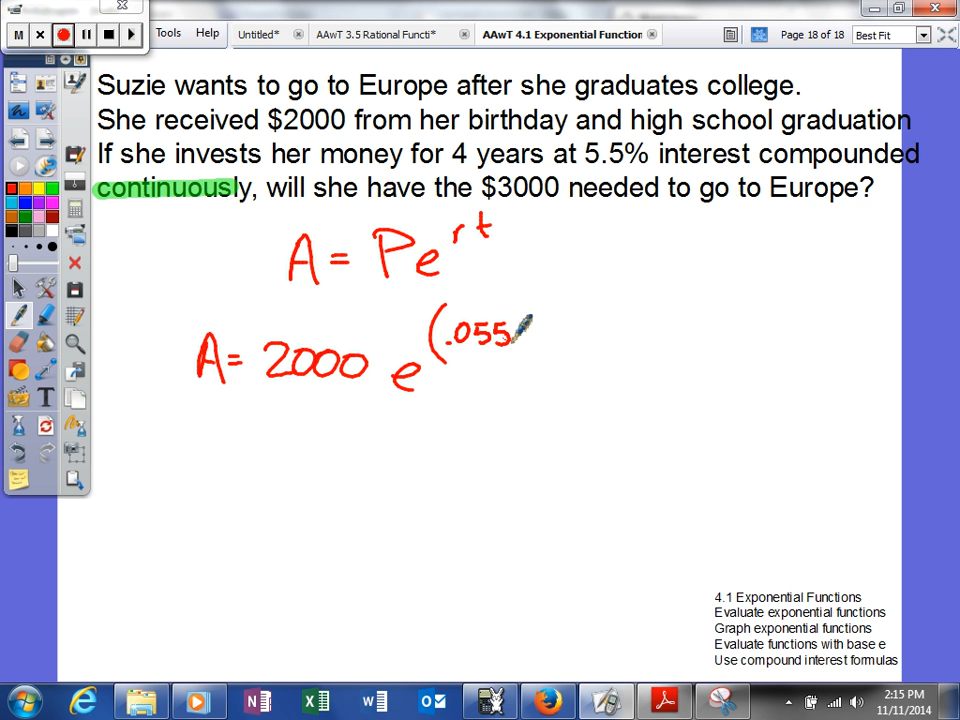 M
Tools Help Untitled* AAwT 3.5 Rational Functi* AAwT 4.1 Exponential Function Page 18 of 18 Best Fit
Suzie wants to go to Europe after she graduates college.
She received $2000 from her birthday and high school graduation
If she invests her money for 4 years at 5.5% interest compounded
continuously, will she have the $3000 needed to go to Europe?
A = Pe^rt
A = 2000 e^(.055
4.1 Exponential Functions
Evaluate exponential functions
Graph exponential functions
Evaluate functions with base e
Use compound interest formulas
2:15 PM
11/11/2014